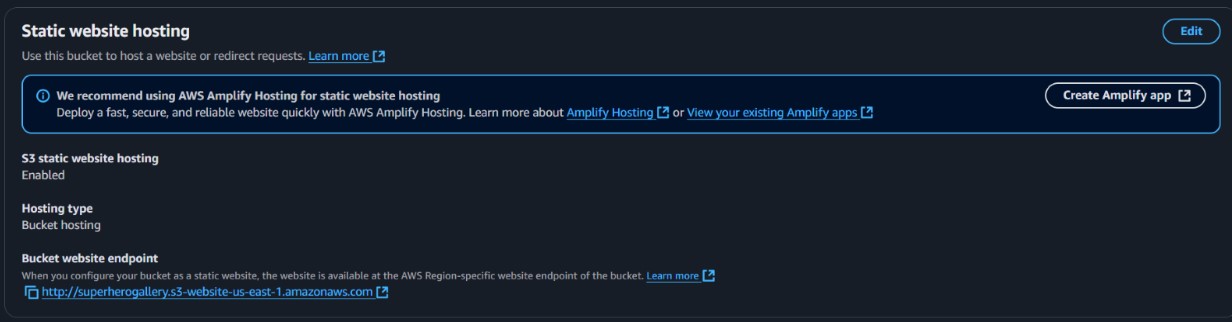 Static website hosting
Edit
Use this bucket to host a website or redirect requests. Learn more
We recommend using AWS Amplify Hosting for static website hosting
Create Amplify app
Deploy a fast, secure, and reliable website quickly with AWS Amplify Hosting. Learn more about Amplify Hosting or View your existing Amplify apps
S3 static website hosting
Enabled
Hosting type
Bucket hosting
Bucket website endpoint
When you configure your bucket as a static website, the website is available at the AWS Region-specific website endpoint of the bucket. Learn more
http://superherogallery.s3-website-us-east-1.amazonaws.com